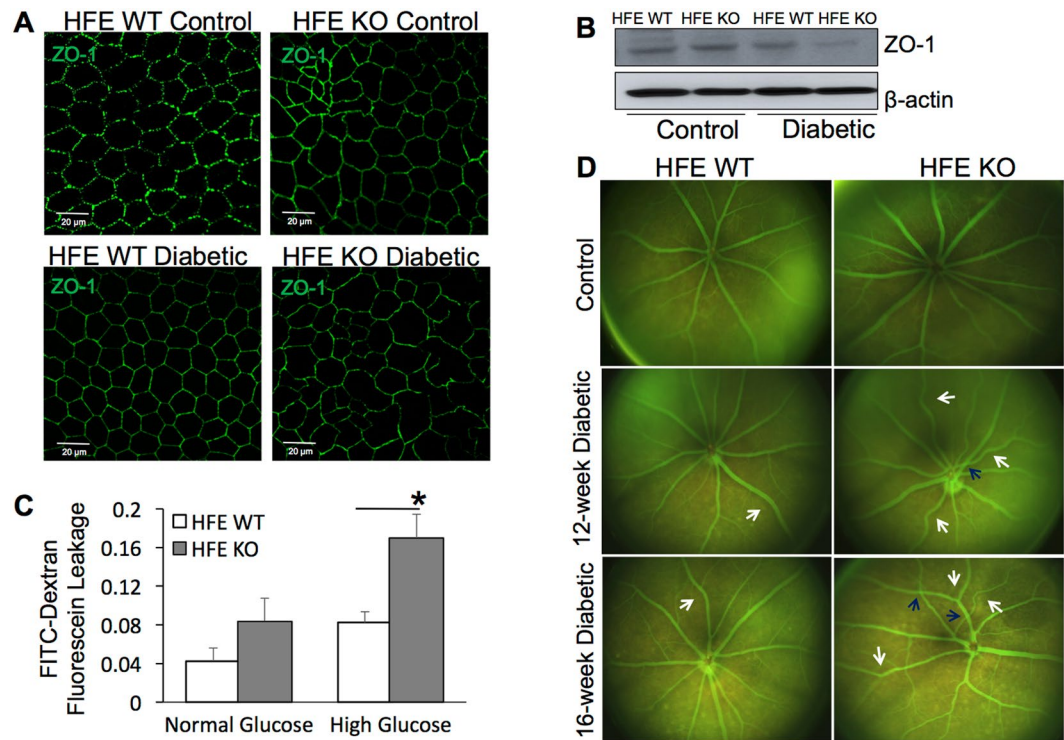 A
HFE WT Control
HFE KO Control
ZO-1
ZO-1
20 µm
20 µm
HFE WT Diabetic
HFE KO Diabetic
ZO-1
ZO-1
20 µm
20 µm
B
HFE WT HFE KO HFE WT HFE KO
ZO-1
β-actin
Control Diabetic
C
FITC-Dextran
Fluorescein Leakage
0.2
0.16
0.12
0.08
0.04
0
HFE WT
HFE KO
*
Normal Glucose High Glucose
D
HFE WT HFE KO
Control
12-week Diabetic
16-week Diabetic